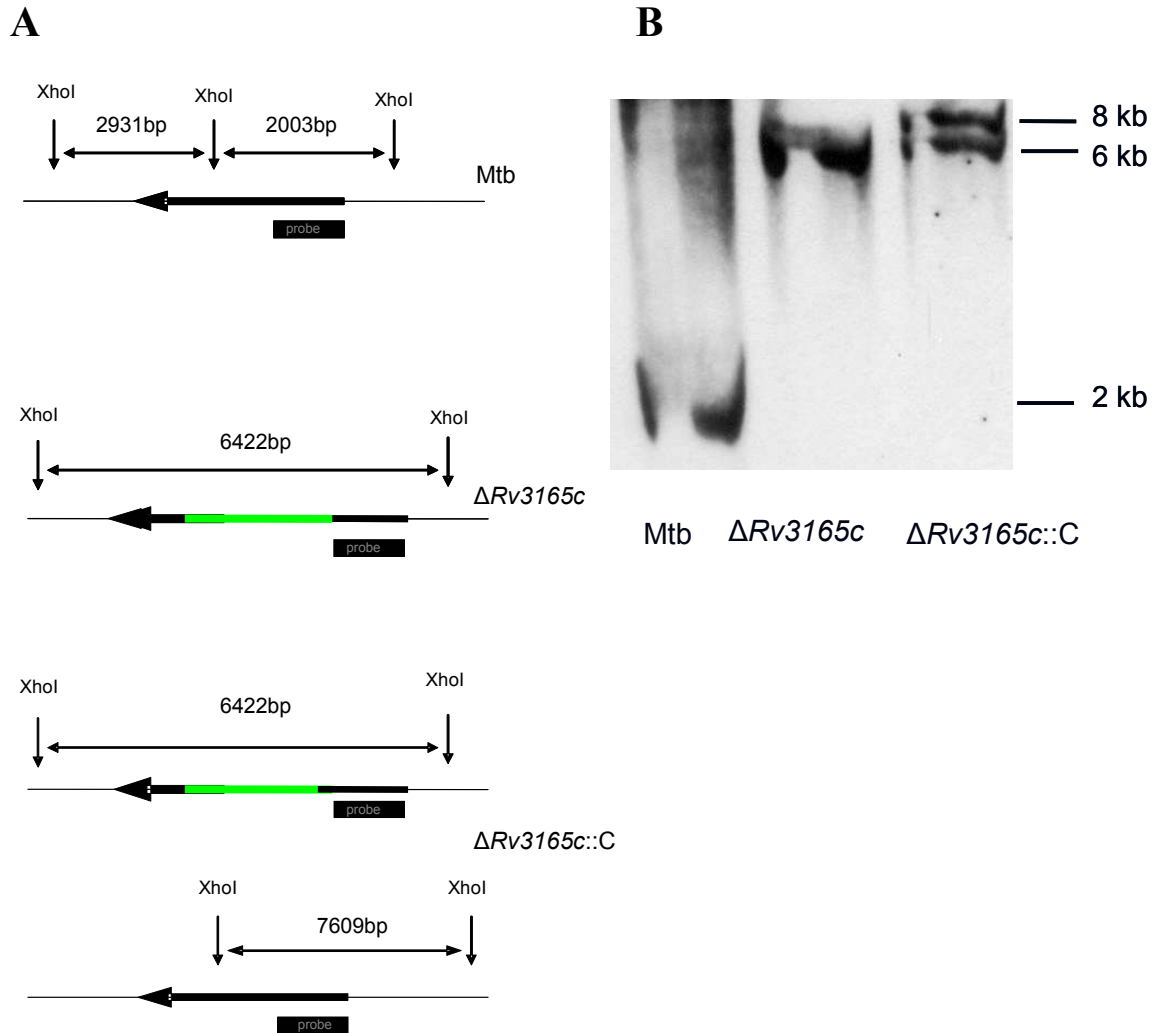 A
B
XhoI XhoI XhoI
2931bp 2003bp
Mtb
probe
8 kb
6 kb
2 kb
XhoI XhoI
6422bp
ΔRv3165c
probe
Mtb ΔRv3165c ΔRv3165c::C
XhoI XhoI
6422bp
probe
ΔRv3165c::C
XhoI XhoI
7609bp
probe